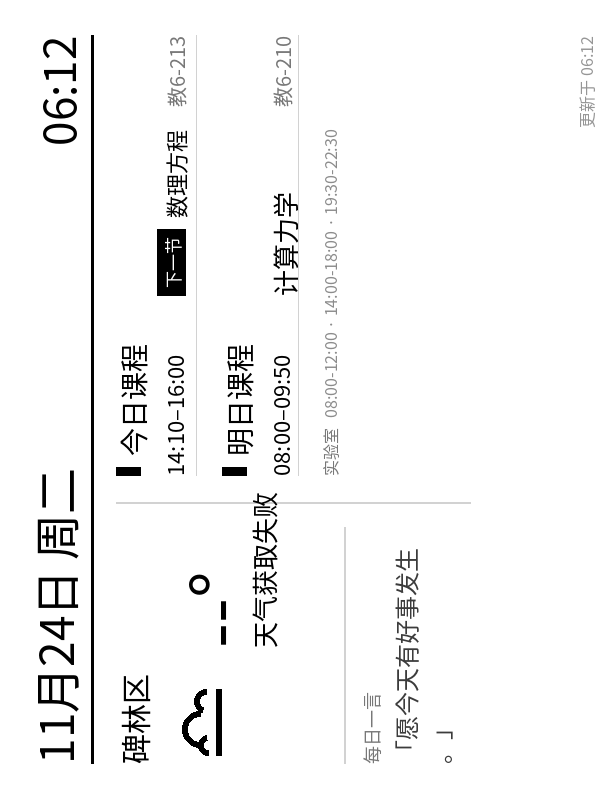 11月24日 周二
06:12
碑林区
--°
天气获取失败
每日一言
「愿今天有好事发生
。」
今日课程
14:10–16:00 下一节 数理方程 教6-213
明日课程
08:00–09:50 计算力学 教6-210
实验室 08:00-12:00 · 14:00-18:00 · 19:30-22:30
更新于 06:12